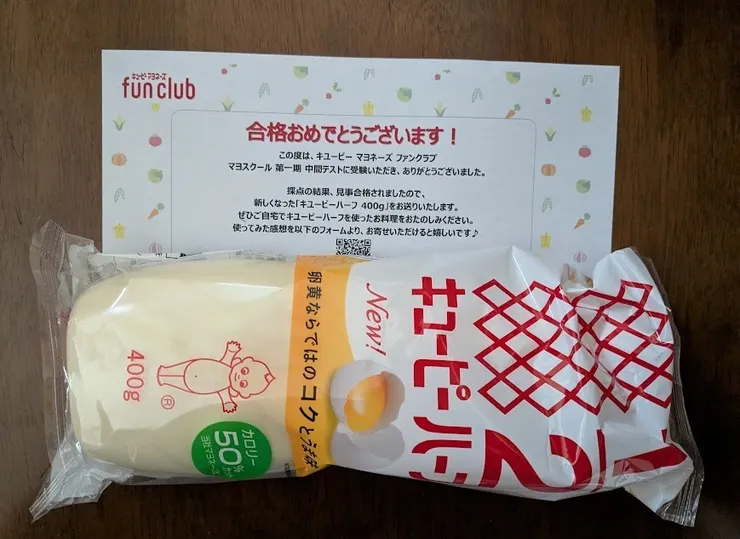 キユーピー マヨネーズ
fun club
合格おめでとうございます！
この度は、キユーピー マヨネーズ ファンクラブ
マヨスクール 第一期 中間テストに受験いただき、ありがとうございました。
採点の結果、見事合格されましたので、
新しくなった「キユーピーハーフ 400g」をお送りいたします。
ぜひご自宅でキユーピーハーフを使ったお料理をおたのしみください。
使ってみた感想を以下のフォームより、お寄せいただけると嬉しいです♪
New!
キユーピーハー
2
卵黄ならではのコクとうま味
400g
®
カロリー
50%